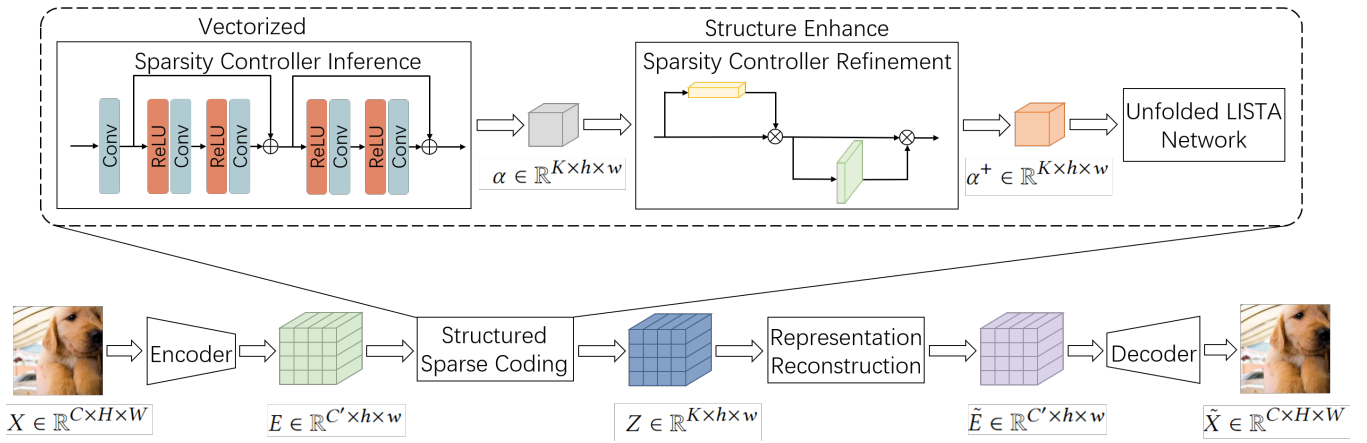 Vectorized
Sparsity Controller Inference
Conv
ReLU
Conv
ReLU
Conv
ReLU
Conv
ReLU
Conv
α ∈ ℝ^{K×h×w}
Structure Enhance
Sparsity Controller Refinement
α⁺ ∈ ℝ^{K×h×w}
Unfolded LISTA
Network
Encoder
Structured
Sparse Coding
Representation
Reconstruction
Decoder
X ∈ ℝ^{C×H×W}
E ∈ ℝ^{C′×h×w}
Z ∈ ℝ^{K×h×w}
Ẽ ∈ ℝ^{C′×h×w}
X̃ ∈ ℝ^{C×H×W}